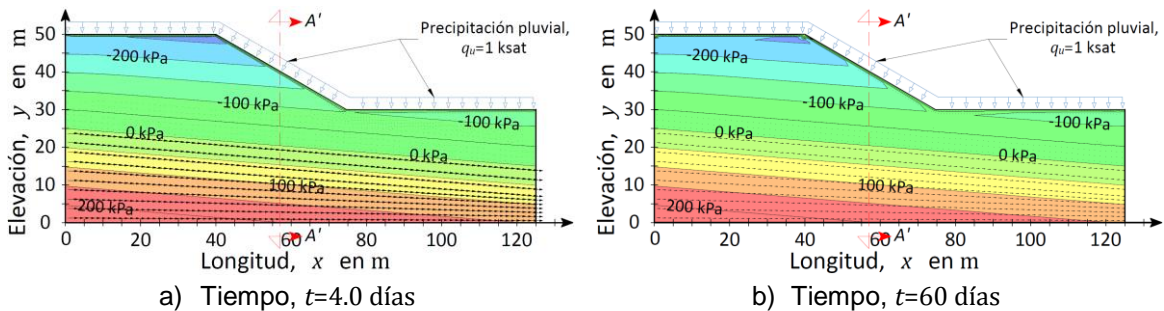 A'
Precipitación pluvial,
qu=1 ksat
Elevación, y en m
50
40
30
20
10
0
-200 kPa
-100 kPa
-100 kPa
0 kPa
0 kPa
100 kPa
200 kPa
0 20 40 60 80 100 120
A'
Longitud, x en m
a) Tiempo, t=4.0 días
A'
Precipitación pluvial,
qu=1 ksat
Elevación, y en m
50
40
30
20
10
0
-200 kPa
-100 kPa
-100 kPa
0 kPa
0 kPa
100 kPa
200 kPa
0 20 40 60 80 100 120
A'
Longitud, x en m
b) Tiempo, t=60 días